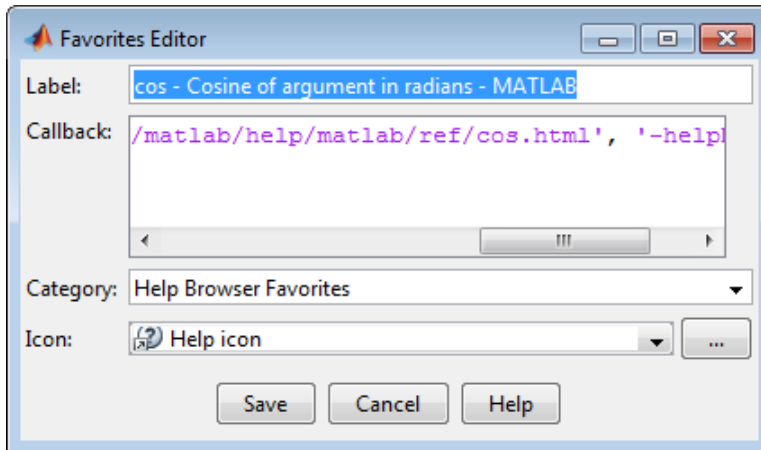 Favorites Editor
Label: cos - Cosine of argument in radians - MATLAB
Callback: /matlab/help/matlab/ref/cos.html', '-help
Category: Help Browser Favorites
Icon: Help icon ...
Save Cancel Help